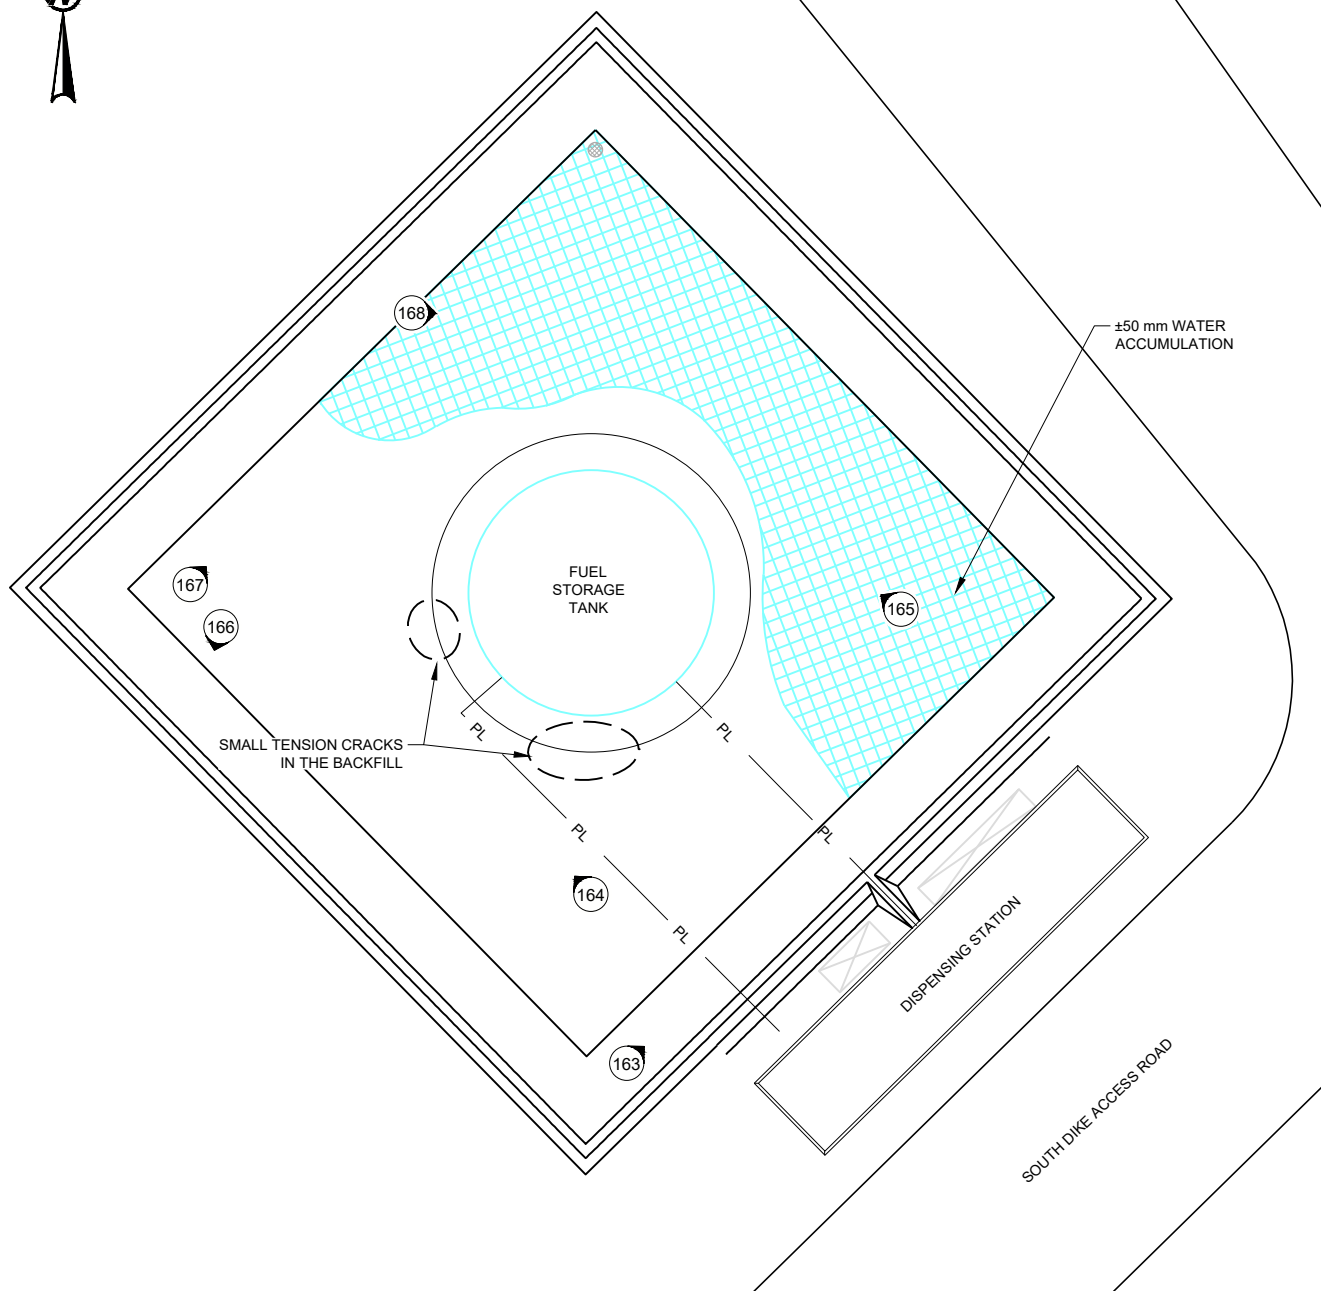 168
±50 mm WATER
ACCUMULATION
FUEL
STORAGE
TANK
167
166
165
PL
PL
SMALL TENSION CRACKS
IN THE BACKFILL
PL
PL
164
PL
DISPENSING STATION
163
SOUTH DIKE ACCESS ROAD